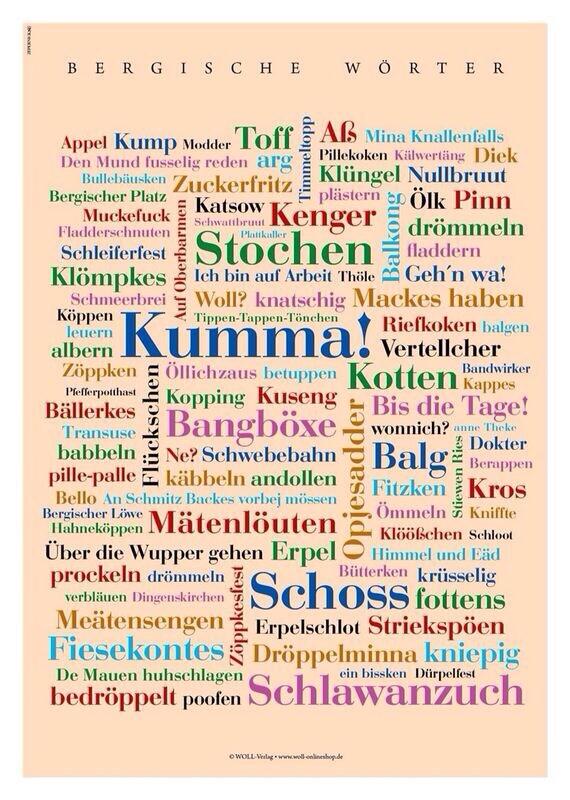 BERGISCHE WÖRTER
Appel Kump Modder Toff Timmeltopp Aß Mina Knallenfalls
Den Mund fusselig reden arg Pillekoken Kälwertäng Diek
Bullebäusken Zuckerfritz Klüngel Nullbruut
Bergischer Platz Katsow plästern Balkong Ölk Pinn
Muckefuck Auf Oberbarmen Schwattbruut Kenger drömmeln
Fladderschnuten Plattkaller
Schleiferfest Stochen fladdern
Klömpkes Ich bin auf Arbeit Thöle Geh´n wa!
Schmeerbrei Woll? knatschig Mackes haben
Köppen Tippen-Tappen-Tönchen Riefkoken balgen
leuern Kumma! Vertellcher
albern
Zöppken Flückschen Öllichzaus betuppen Kotten Bandwirker
Pfefferpotthast Kopping Kuseng Kappes
Bällerkes Bangböxe Opjesadder Bis die Tage!
Transuse wonnich? anne Theke
babbeln Ne? Schwebebahn Balg Stiewen Ries Dokter
pille-palle käbbeln andollen Berappen
Bello An Schmitz Backes vorbej mössen Fitzken Kros
Bergischer Löwe Mätenlöuten Ömmeln Kniffte
Hahneköppen Klöößchen Schloot
Über die Wupper gehen Erpel Himmel und Eäd
prockeln drömmeln Zöppkesfest Bütterken krüsselig
verbläuen Dingenskirchen Schoss fottens
Meätensengen Erpelschlot Striekspöen
Fiesekontes Dröppelminna kniepig
De Mauen huhschlagen ein bissken Dürpelfest
bedröppelt poofen Schlawanzuch
© WOLL-Verlag • www.woll-onlineshop.de